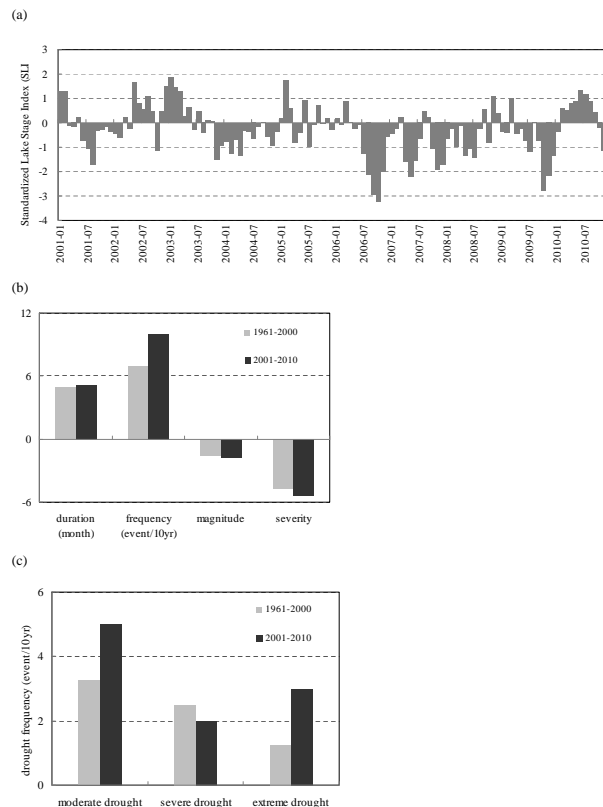 (a)
Standardized Lake Stage Index (SLI
3
2
1
0
-1
-2
-3
-4
2001-01
2001-07
2002-01
2002-07
2003-01
2003-07
2004-01
2004-07
2005-01
2005-07
2006-01
2006-07
2007-01
2007-07
2008-01
2008-07
2009-01
2009-07
2010-01
2010-07
(b)
12
6
0
-6
1961-2000
2001-2010
duration
(month)
frequency
(event/10yr)
magnitude
severity
(c)
drought frequency (event/10yr)
6
4
2
0
1961-2000
2001-2010
moderate drought
severe drought
extreme drought